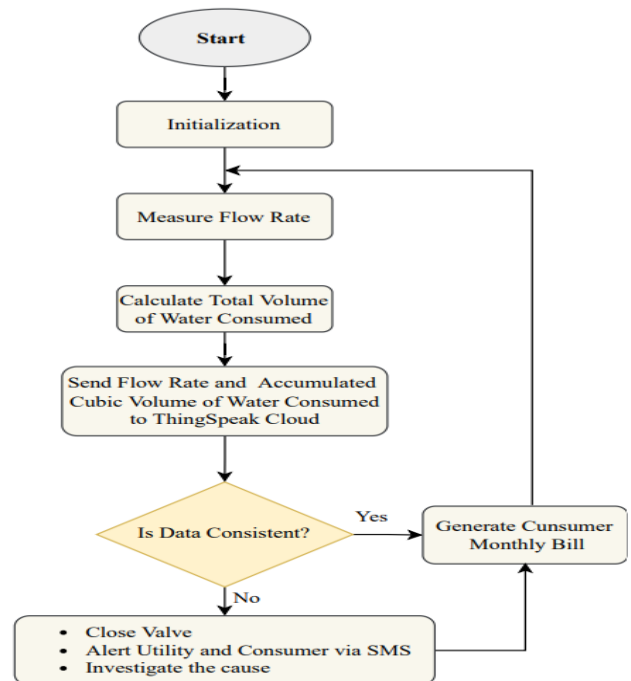 Start
Initialization
Measure Flow Rate
Calculate Total Volume
of Water Consumed
Send Flow Rate and Accumulated
Cubic Volume of Water Consumed
to ThingSpeak Cloud
Is Data Consistent?
Yes
Generate Cunsumer
Monthly Bill
No
• Close Valve
• Alert Utility and Consumer via SMS
• Investigate the cause